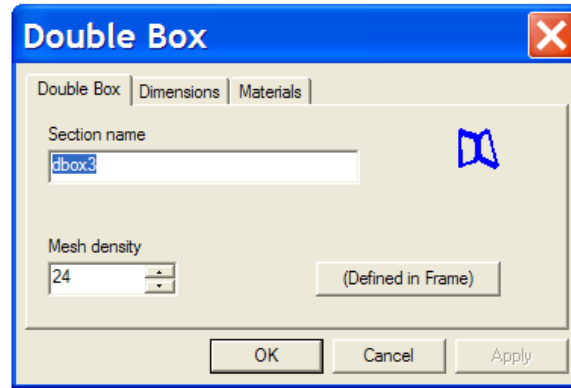 Double Box
Double Box Dimensions Materials
Section name
dbox3
Mesh density
24
(Defined in Frame)
OK Cancel Apply